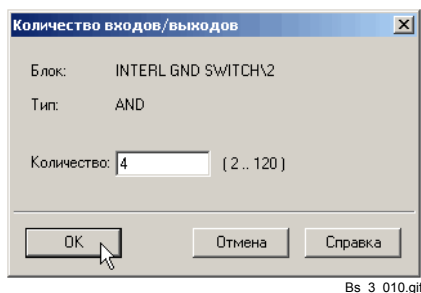 Количество входов/выходов
Блок: INTERL GND SWITCH\2
Тип: AND
Количество: 4 ( 2 .. 120 )
OK Отмена Справка
Bs_3_010.gif